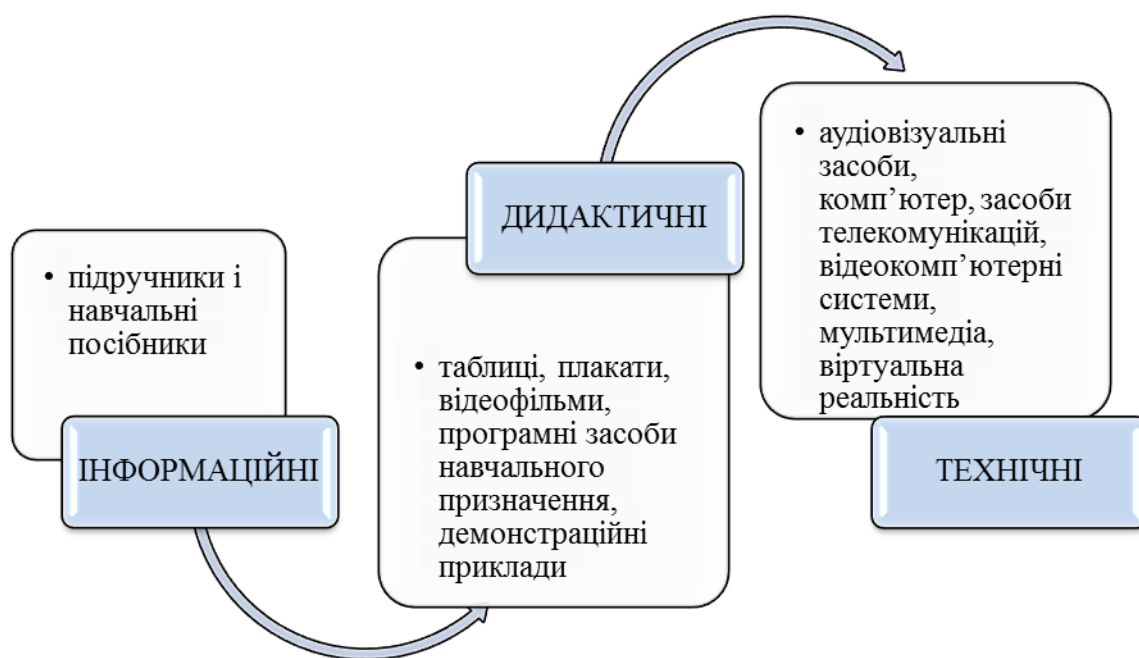 • підручники і
навчальні
посібники
ІНФОРМАЦІЙНІ
ДИДАКТИЧНІ
• таблиці, плакати,
відеофільми,
програмні засоби
навчального
призначення,
демонстраційні
приклади
• аудіовізуальні
засоби,
комп’ютер, засоби
телекомунікацій,
відеокомп’ютерні
системи,
мультимедіа,
віртуальна
реальність
ТЕХНІЧНІ